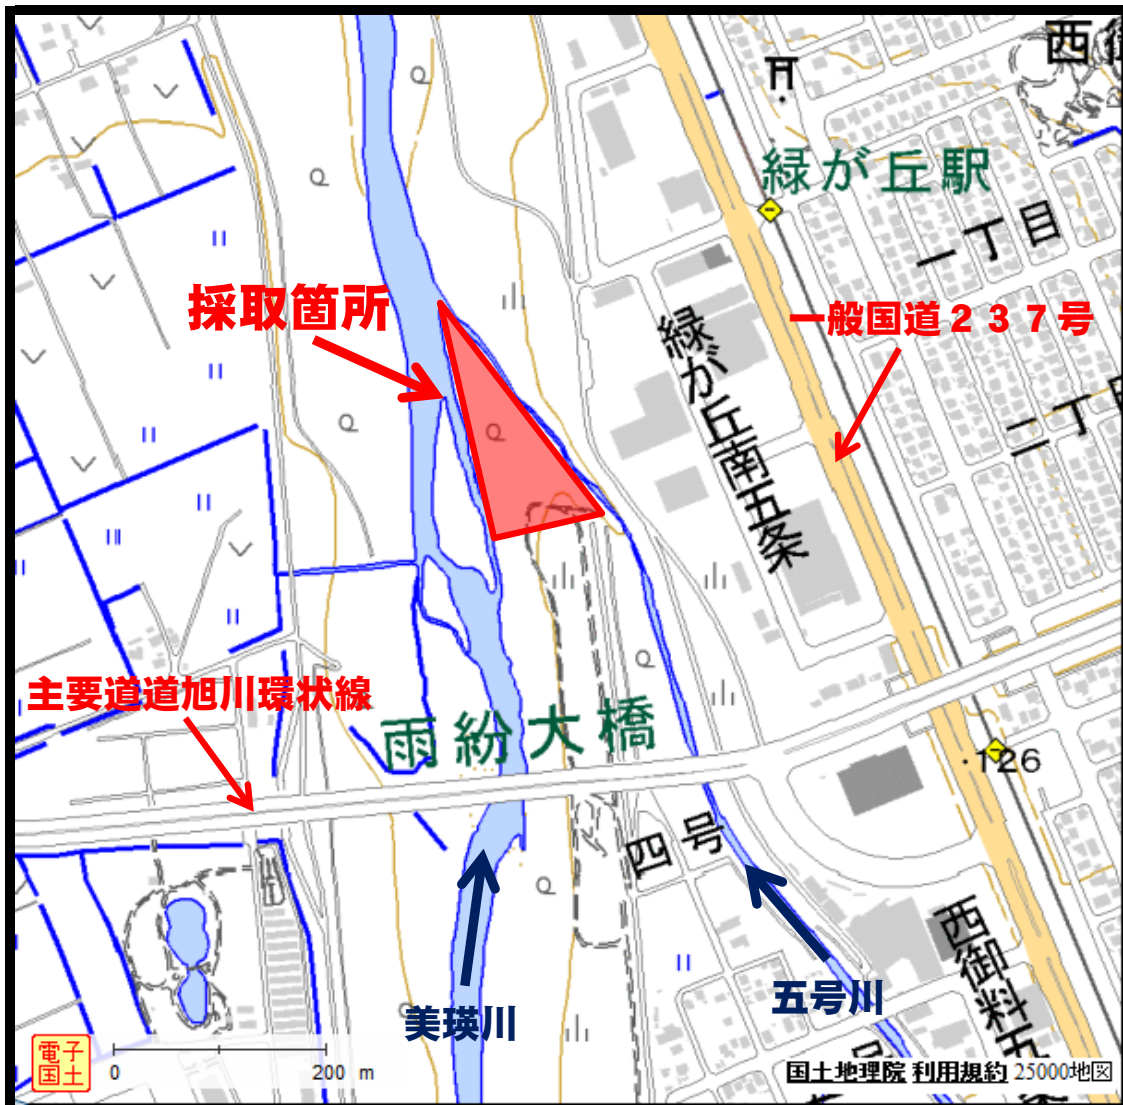 西御
緑が丘駅
一丁目
採取箇所
一般国道２３７号
緑が丘南五条
二丁目
主要道道旭川環状線
雨紛大橋
126
四号
西御料五条
美瑛川
五号川
電子
国土
0
200 m
国土地理院 利用規約 25000地図